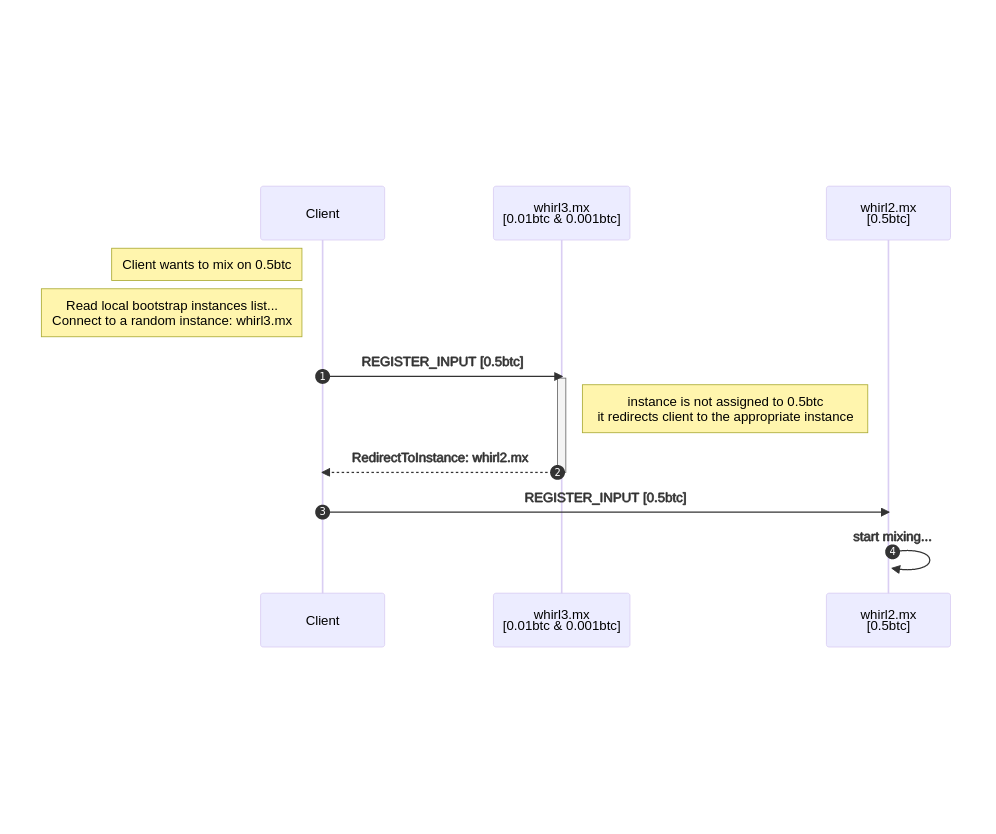 Client
whirl3.mx
[0.01btc & 0.001btc]
whirl2.mx
[0.5btc]
Client wants to mix on 0.5btc
Read local bootstrap instances list...
Connect to a random instance: whirl3.mx
REGISTER_INPUT [0.5btc]
1
instance is not assigned to 0.5btc
it redirects client to the appropriate instance
RedirectToInstance: whirl2.mx
2
REGISTER_INPUT [0.5btc]
3
start mixing...
4
Client
whirl3.mx
[0.01btc & 0.001btc]
whirl2.mx
[0.5btc]